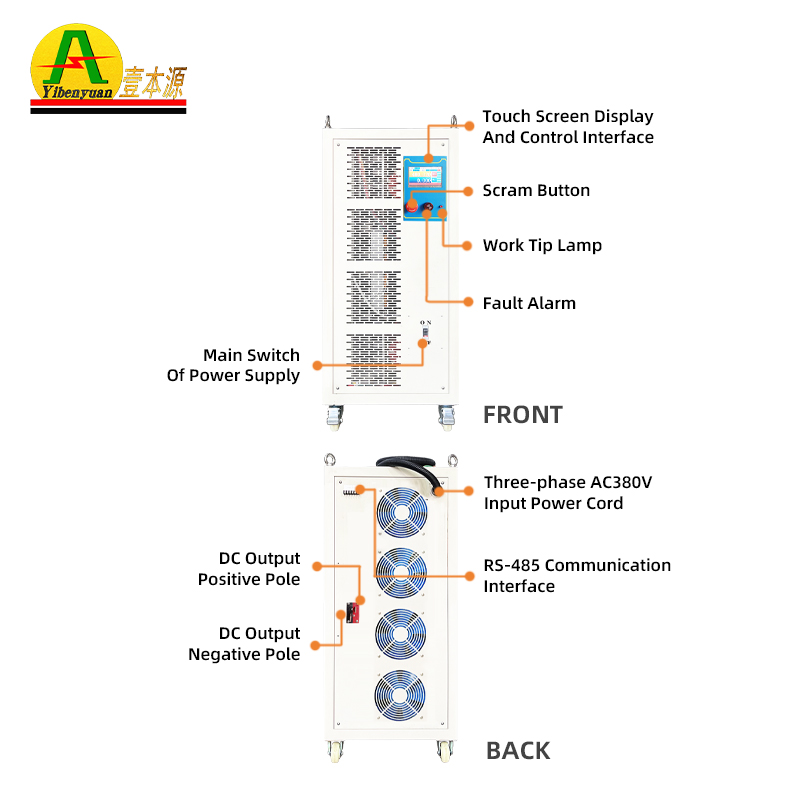 A
Yibenyuan
壹本源
Touch Screen Display
And Control Interface
Scram Button
Work Tip Lamp
Fault Alarm
ON
Main Switch
Of Power Supply
FRONT
Three-phase AC380V
Input Power Cord
DC Output
Positive Pole
RS-485 Communication
Interface
DC Output
Negative Pole
BACK